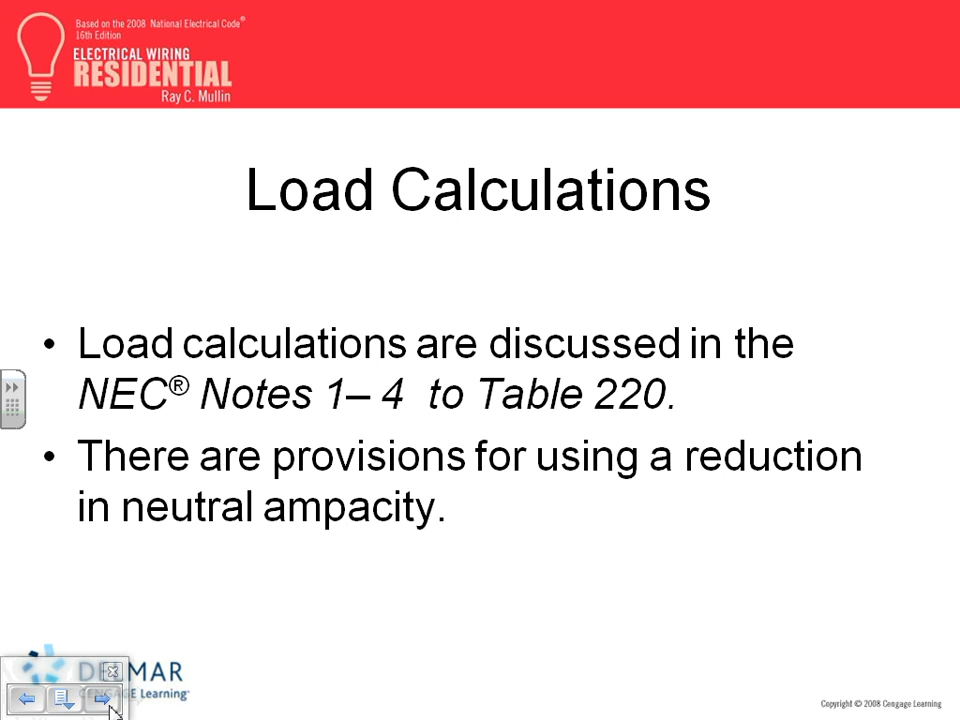 Based on the 2008 National Electrical Code®
16th Edition
ELECTRICAL WIRING
RESIDENTIAL
Ray C. Mullin
Load Calculations
• Load calculations are discussed in the
NEC® Notes 1– 4 to Table 220.
• There are provisions for using a reduction
in neutral ampacity.
CENGAGE Learning™
Copyright © 2008 Cengage Learning